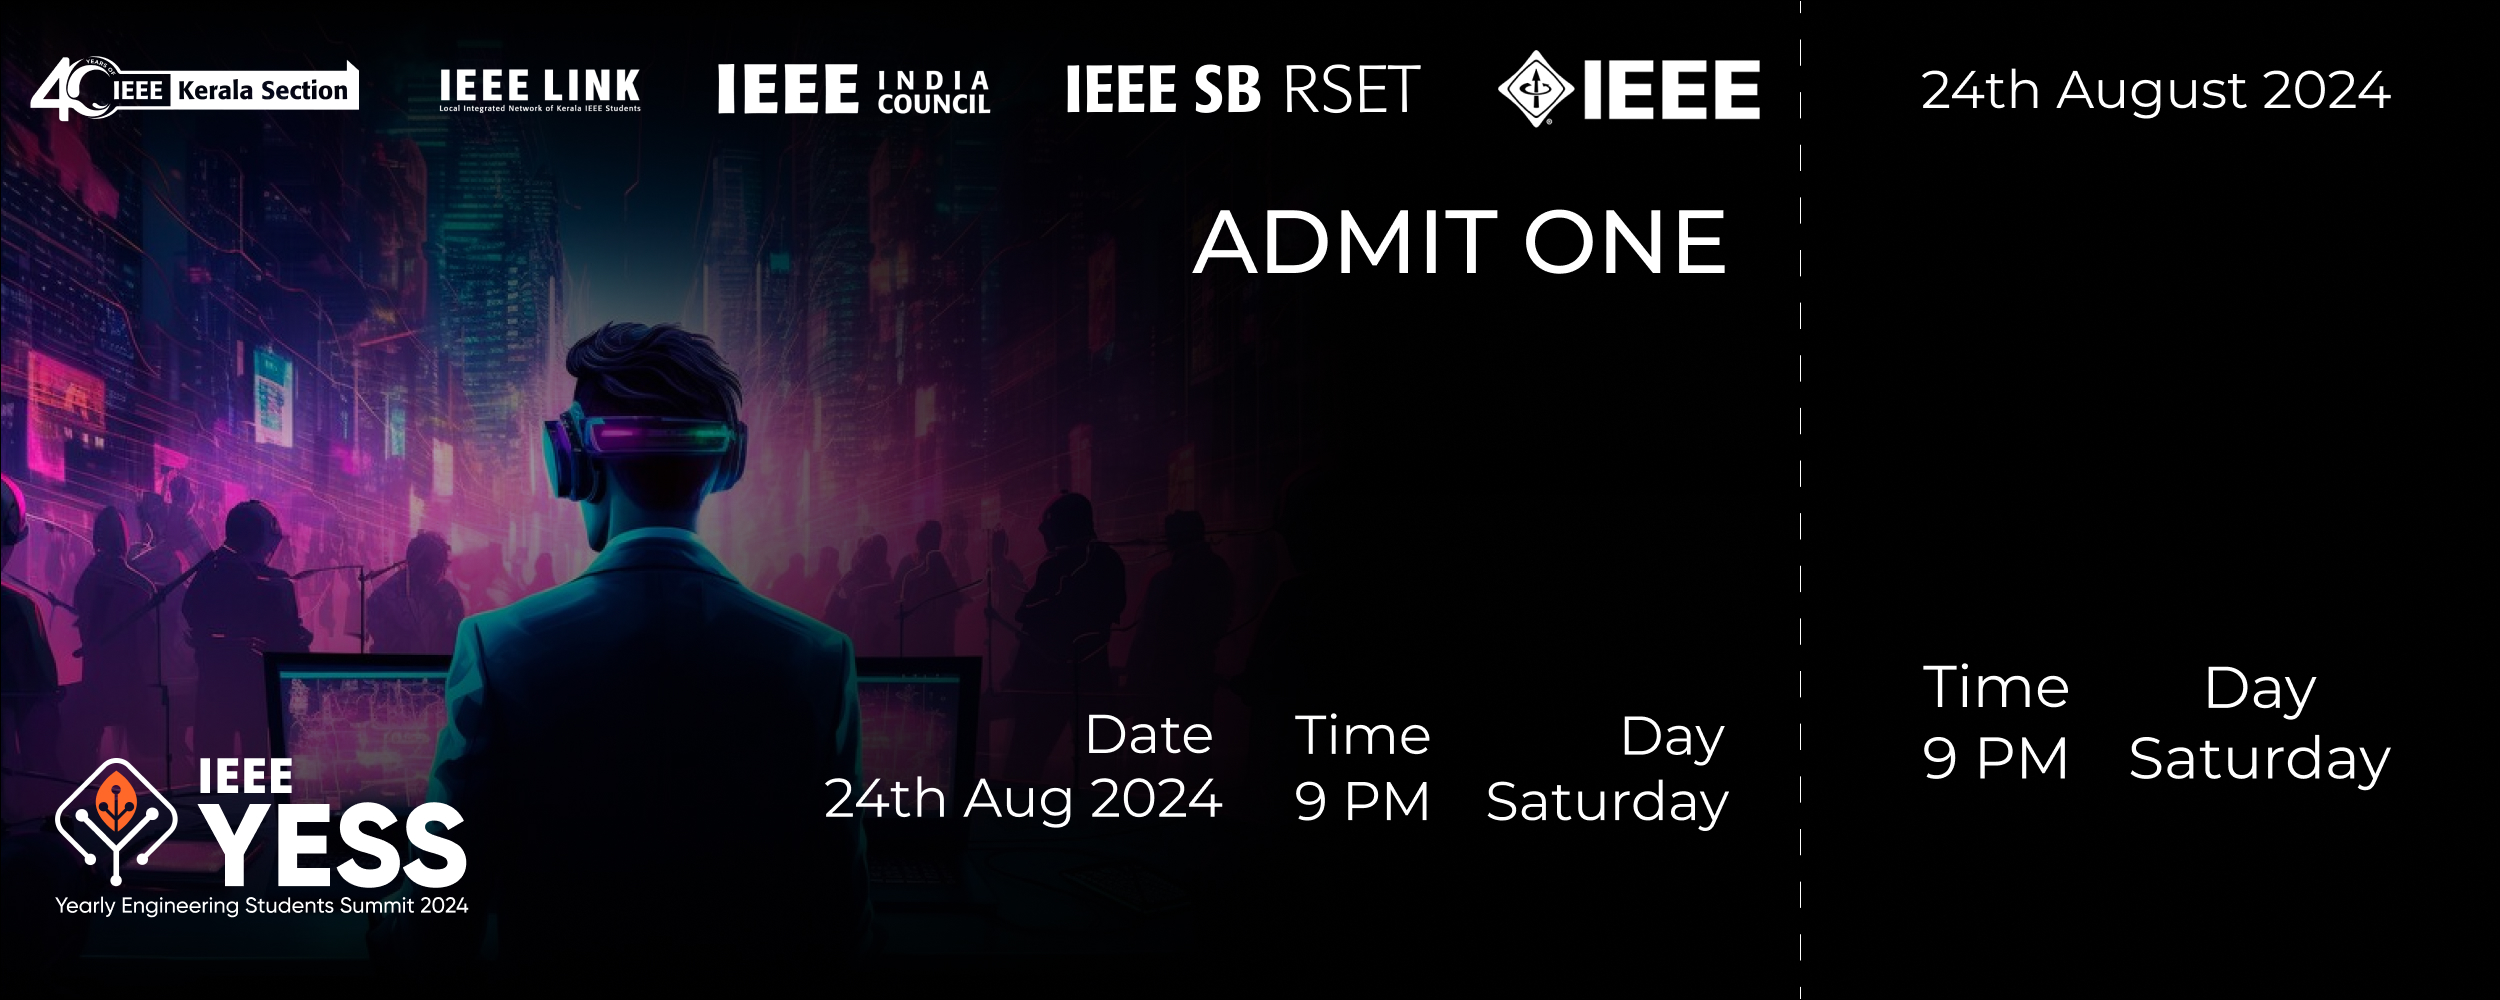 40 YEARS OF IEEE Kerala Section
IEEE LINK
Local Integrated Network of Kerala IEEE Students
IEEE INDIA COUNCIL
IEEE SB RSET
IEEE
24th August 2024
ADMIT ONE
Date
24th Aug 2024
Time
9 PM
Day
Saturday
Time
9 PM
Day
Saturday
IEEE
YESS
Yearly Engineering Students Summit 2024